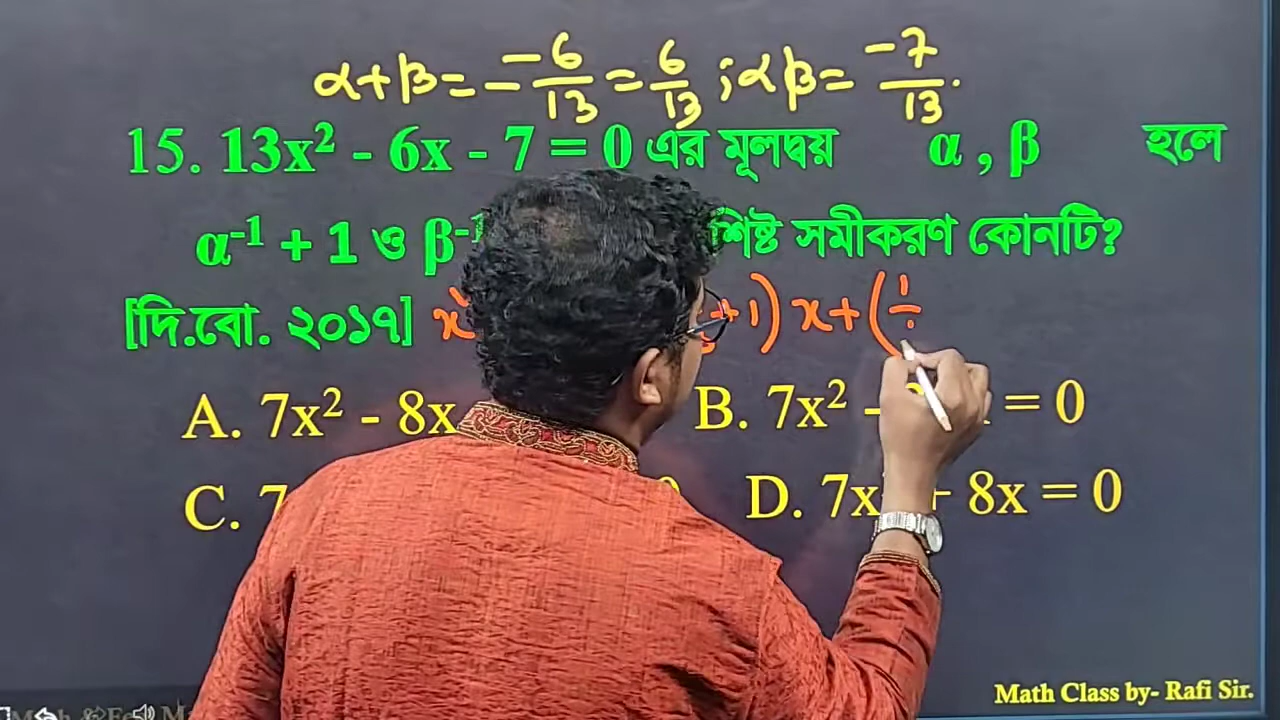 α+β = - -6/13 = 6/13 ; αβ = -7/13 .
15. 13x² - 6x - 7 = 0 এর মূলদ্বয় α , β হলে
α⁻¹ + 1 ও β⁻¹ শিষ্ট সমীকরণ কোনটি?
[দি.বো. ২০১৭] x² +1) x + (1/
A. 7x² - 8x B. 7x² - = 0
C. 7 D. 7x + 8x = 0
Math Class by- Rafi Sir.